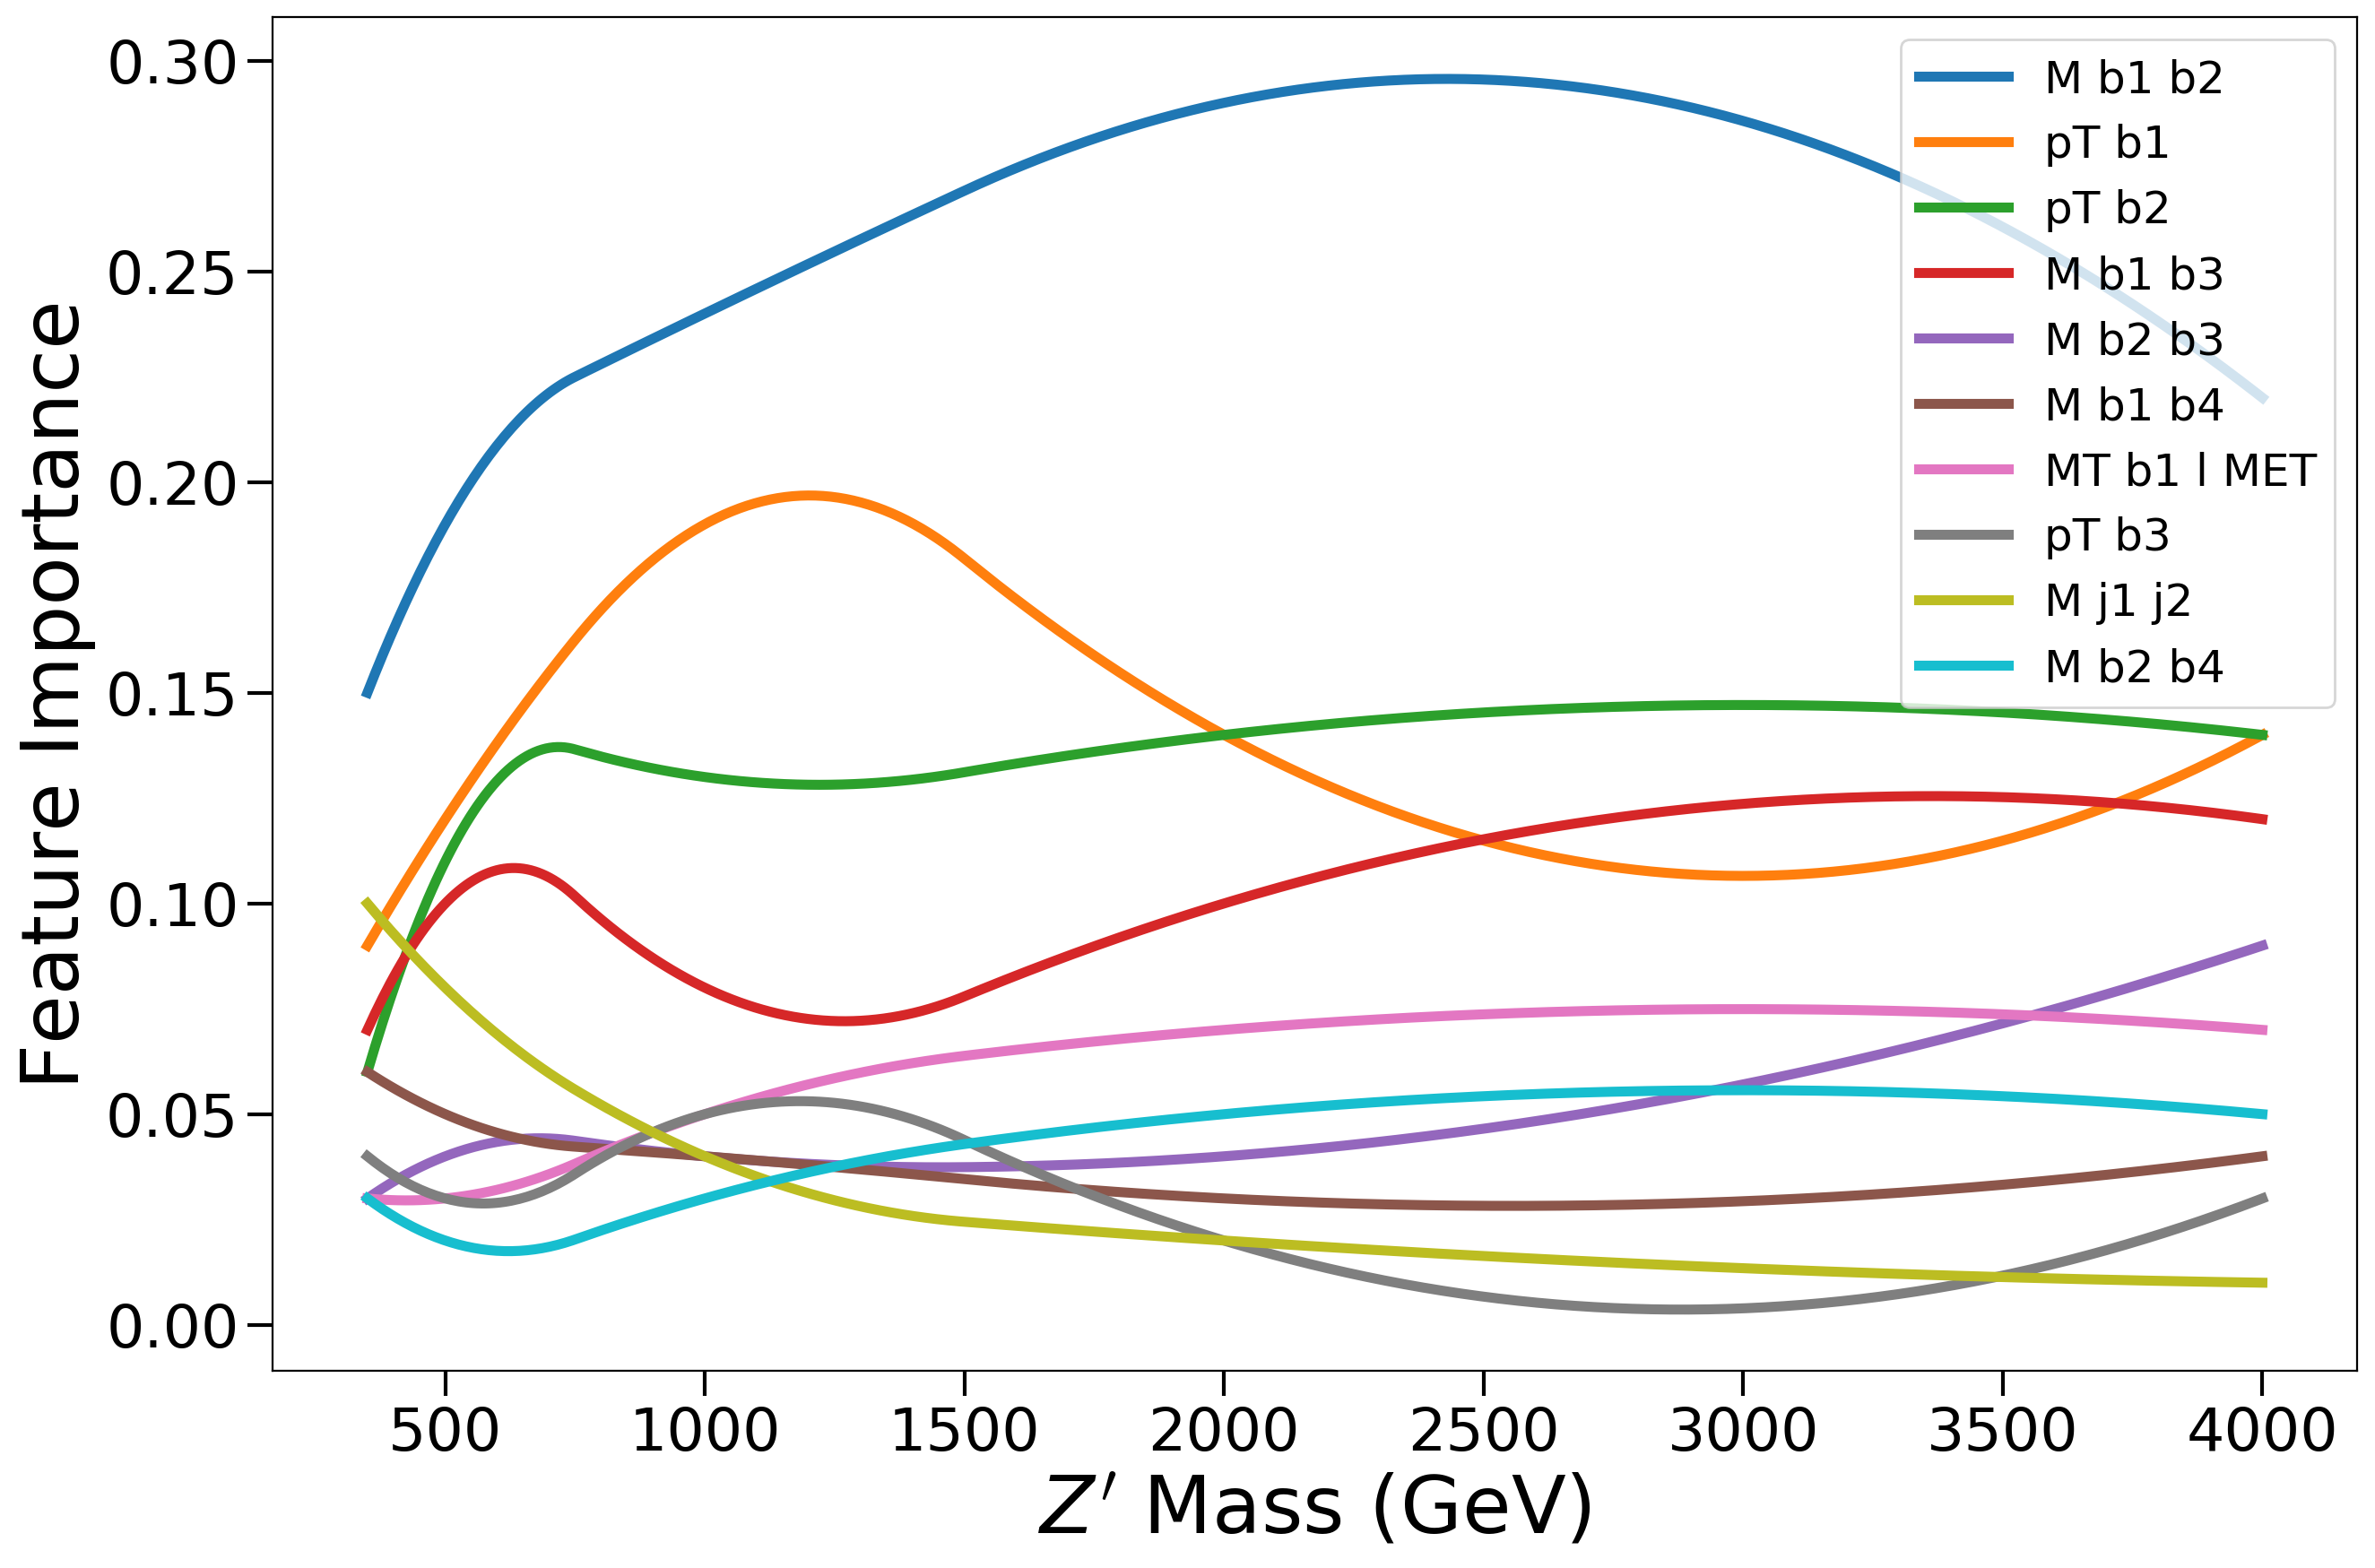 Feature Importance
0.30
0.25
0.20
0.15
0.10
0.05
0.00
500 1000 1500 2000 2500 3000 3500 4000
Z′ Mass (GeV)
M b1 b2
pT b1
pT b2
M b1 b3
M b2 b3
M b1 b4
MT b1 l MET
pT b3
M j1 j2
M b2 b4